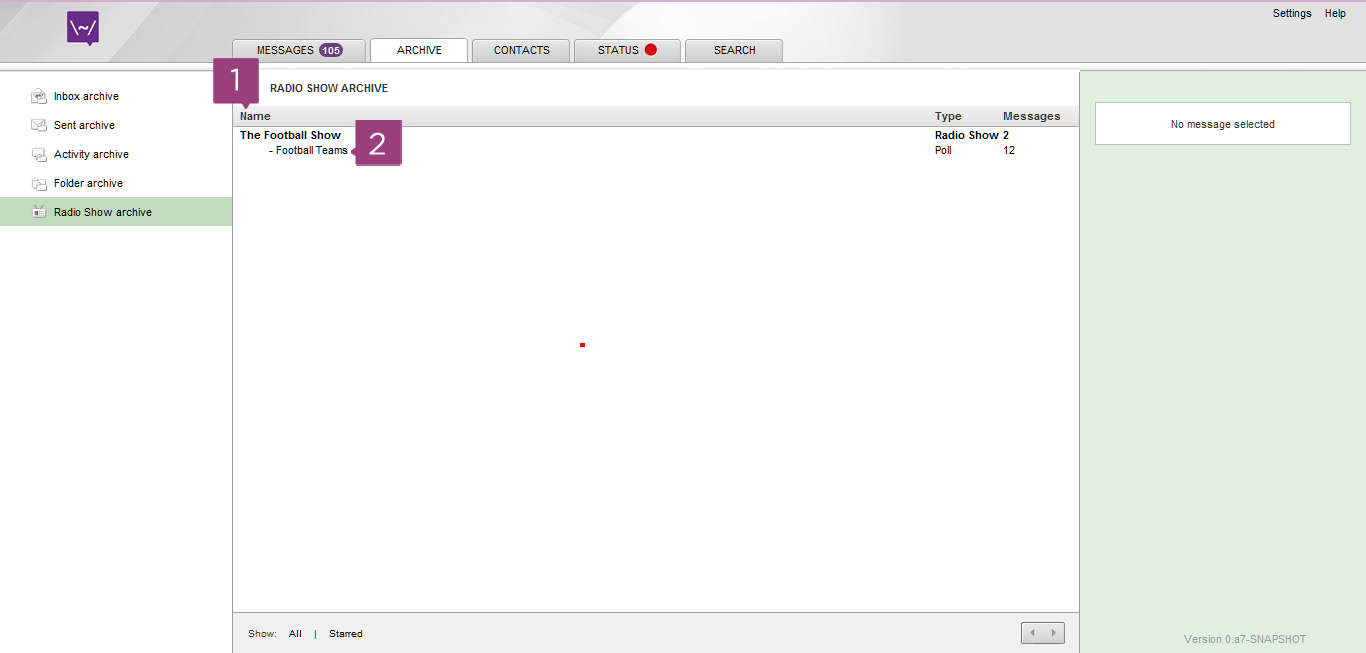 Settings Help
MESSAGES 105 ARCHIVE CONTACTS STATUS SEARCH
1
RADIO SHOW ARCHIVE
Inbox archive
Sent archive
Activity archive
Folder archive
Radio Show archive
Name Type Messages
The Football Show Radio Show 2
- Football Teams 2 Poll 12
No message selected
Show: All | Starred
Version 0.a7-SNAPSHOT